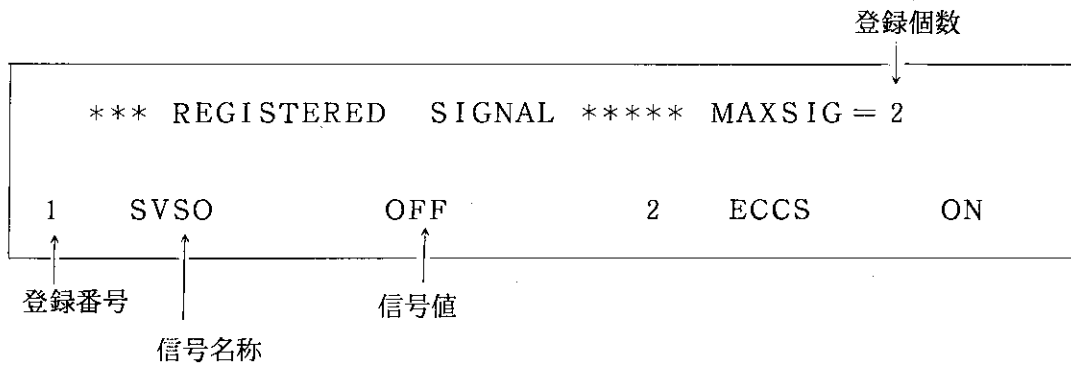 登録個数
*** REGISTERED SIGNAL ***** MAXSIG = 2
1 SVSO OFF 2 ECCS ON
登録番号
信号値
信号名称